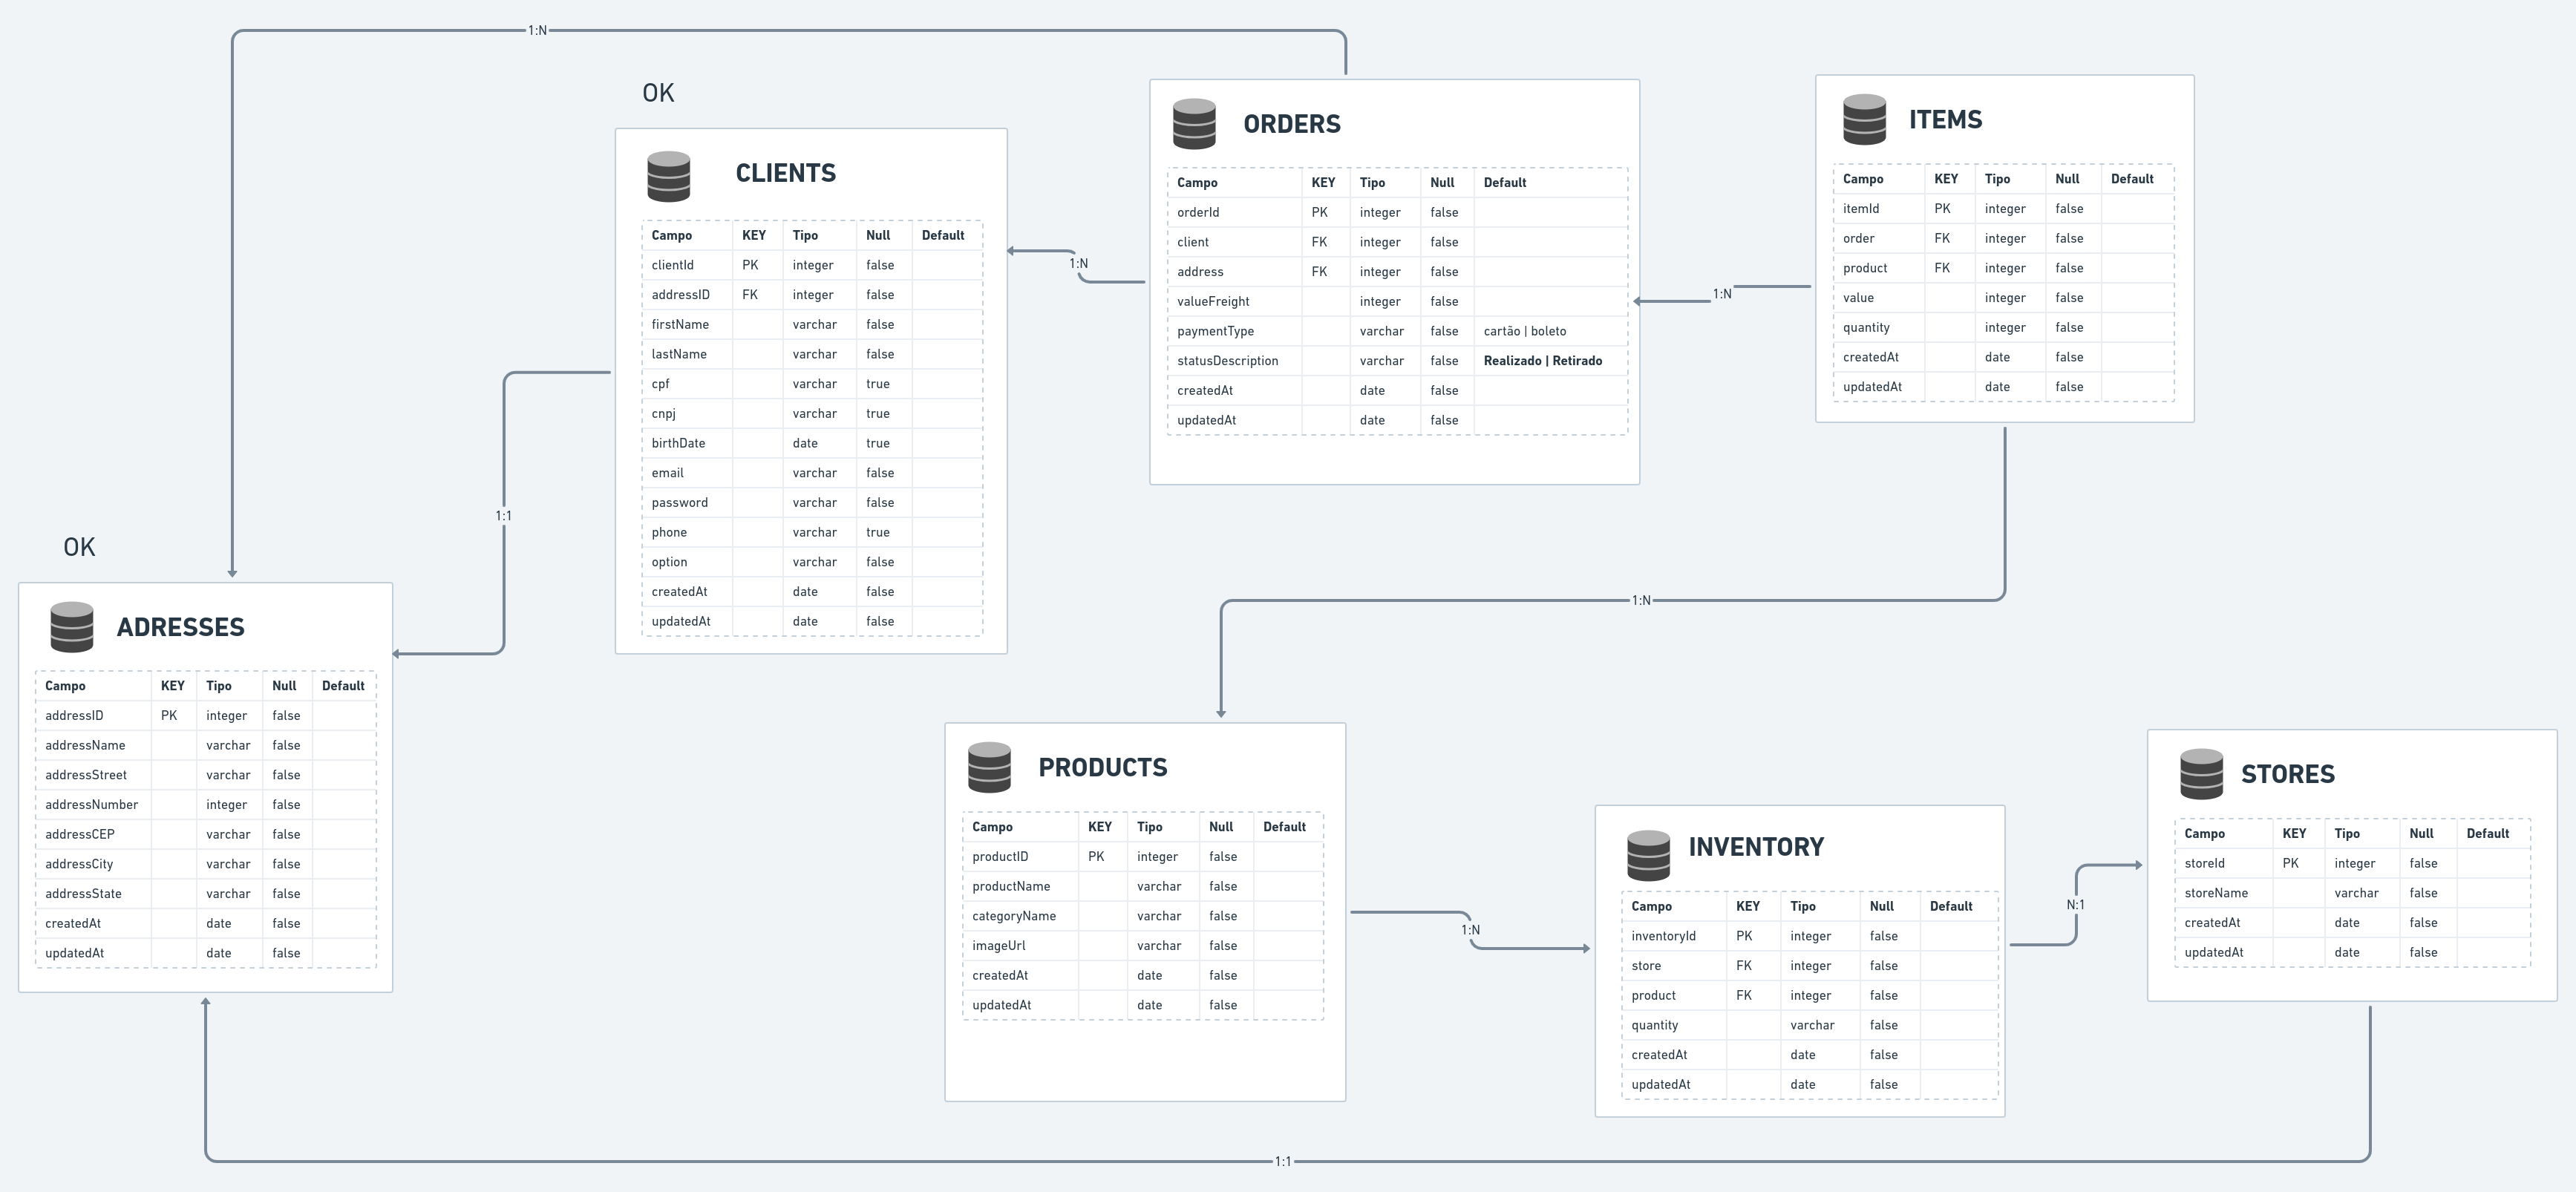 1:N
OK
CLIENTS
Campo KEY Tipo Null Default
clientId PK integer false
addressID FK integer false
firstName varchar false
lastName varchar false
cpf varchar true
cnpj varchar true
birthDate date true
email varchar false
password varchar false
phone varchar true
option varchar false
createdAt date false
updatedAt date false
1:N
ORDERS
Campo KEY Tipo Null Default
orderId PK integer false
client FK integer false
address FK integer false
valueFreight integer false
paymentType varchar false cartão | boleto
statusDescription varchar false Realizado | Retirado
createdAt date false
updatedAt date false
1:N
ITEMS
Campo KEY Tipo Null Default
itemId PK integer false
order FK integer false
product FK integer false
value integer false
quantity integer false
createdAt date false
updatedAt date false
1:1
OK
ADRESSES
Campo KEY Tipo Null Default
addressID PK integer false
addressName varchar false
addressStreet varchar false
addressNumber integer false
addressCEP varchar false
addressCity varchar false
addressState varchar false
createdAt date false
updatedAt date false
1:N
PRODUCTS
Campo KEY Tipo Null Default
productID PK integer false
productName varchar false
categoryName varchar false
imageUrl varchar false
createdAt date false
updatedAt date false
1:N
INVENTORY
Campo KEY Tipo Null Default
inventoryId PK integer false
store FK integer false
product FK integer false
quantity varchar false
createdAt date false
updatedAt date false
N:1
STORES
Campo KEY Tipo Null Default
storeId PK integer false
storeName varchar false
createdAt date false
updatedAt date false
1:1